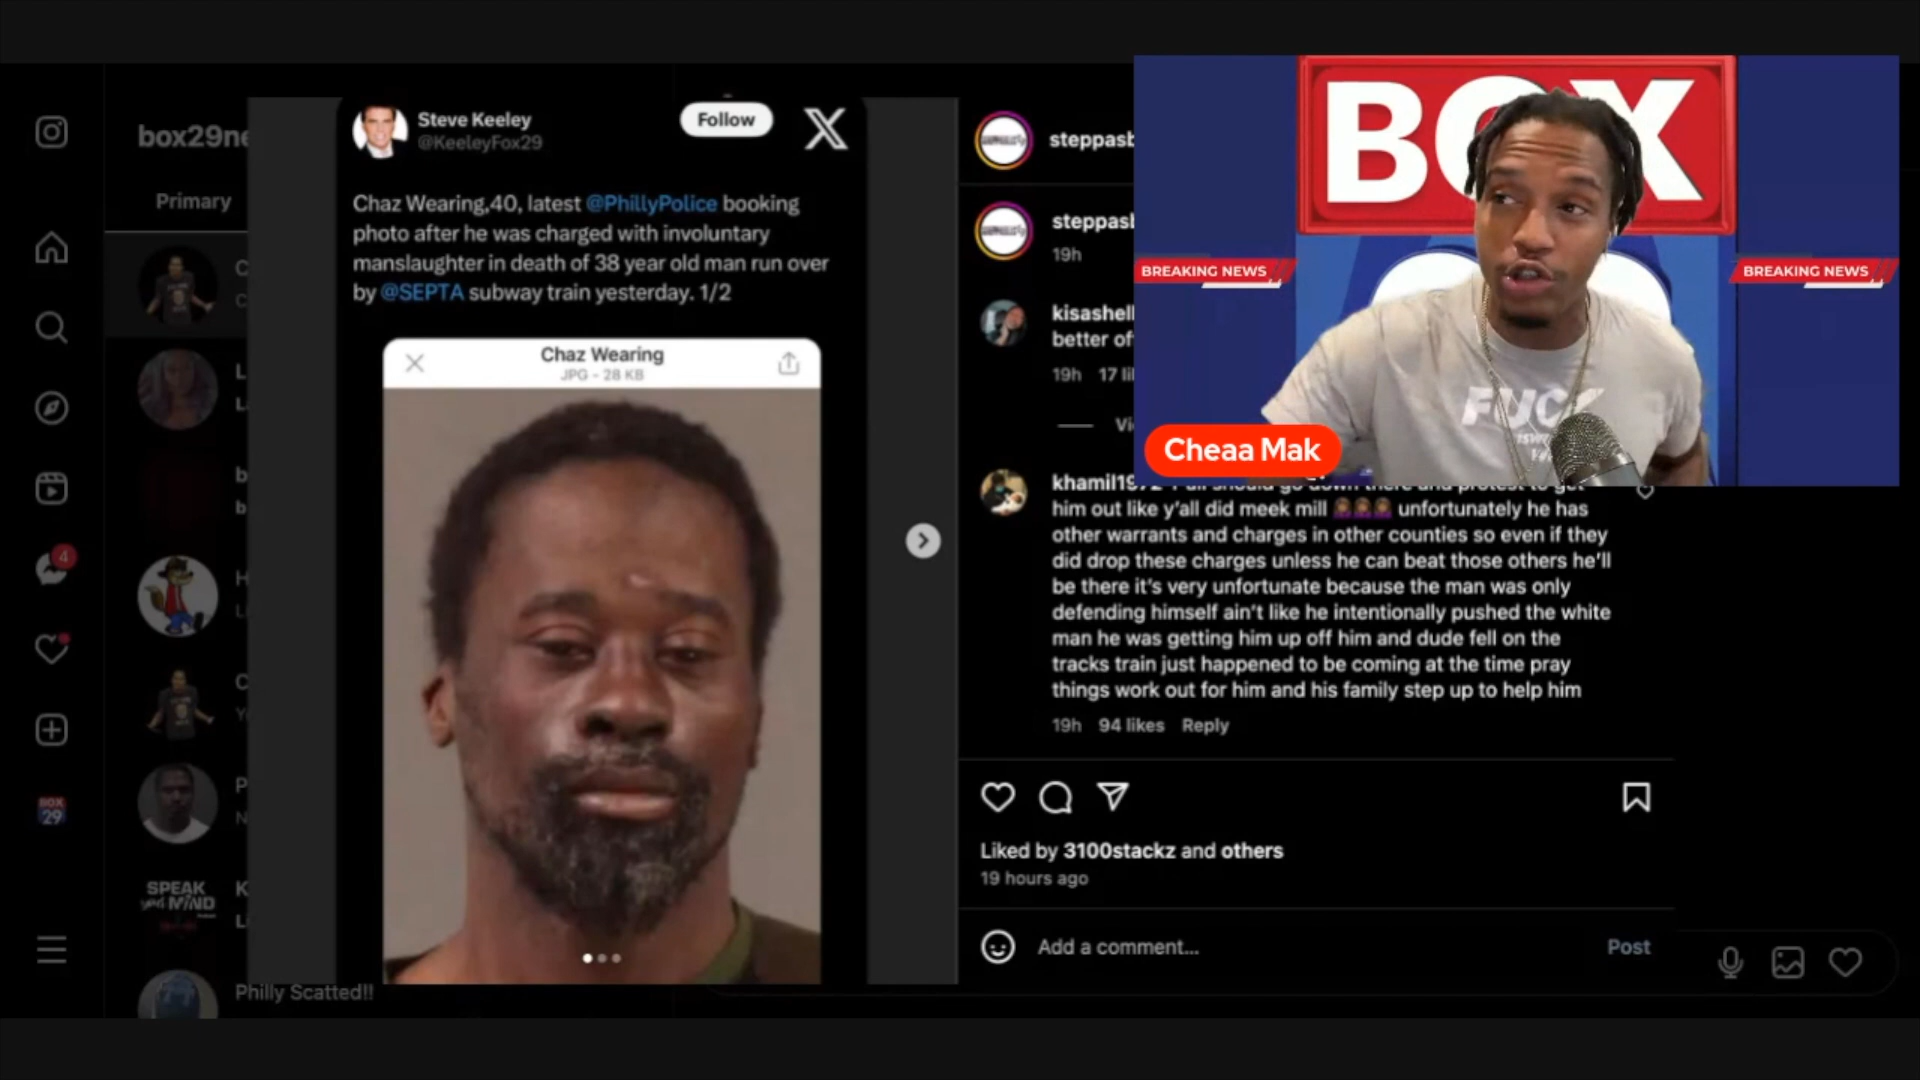 box29ne
Primary
C
C
L
L
b
b
H
L
C
Y
P
N
SPEAK
MIND
K
L
Philly Scatted!!
4
BOX
29
Steve Keeley
@KeeleyFox29
Follow
X
Chaz Wearing,40, latest @PhillyPolice booking
photo after he was charged with involuntary
manslaughter in death of 38 year old man run over
by @SEPTA subway train yesterday. 1/2
Chaz Wearing
JPG - 28 KB
steppasb
steppasb
19h
kisashell
better of
19h 17 li
Vi
should go down there and protest to get
him out like y’all did meek mill 🤷🏾‍♀️🤷🏾‍♀️🤷🏾‍♀️ unfortunately he has
other warrants and charges in other counties so even if they
did drop these charges unless he can beat those others he’ll
be there it’s very unfortunate because the man was only
defending himself ain’t like he intentionally pushed the white
man he was getting him up off him and dude fell on the
tracks train just happened to be coming at the time pray
things work out for him and his family step up to help him
19h 94 likes Reply
Liked by 3100stackz and others
19 hours ago
Add a comment...
Post
BOX
BREAKING NEWS
BREAKING NEWS
FUCK
Cheaa Mak